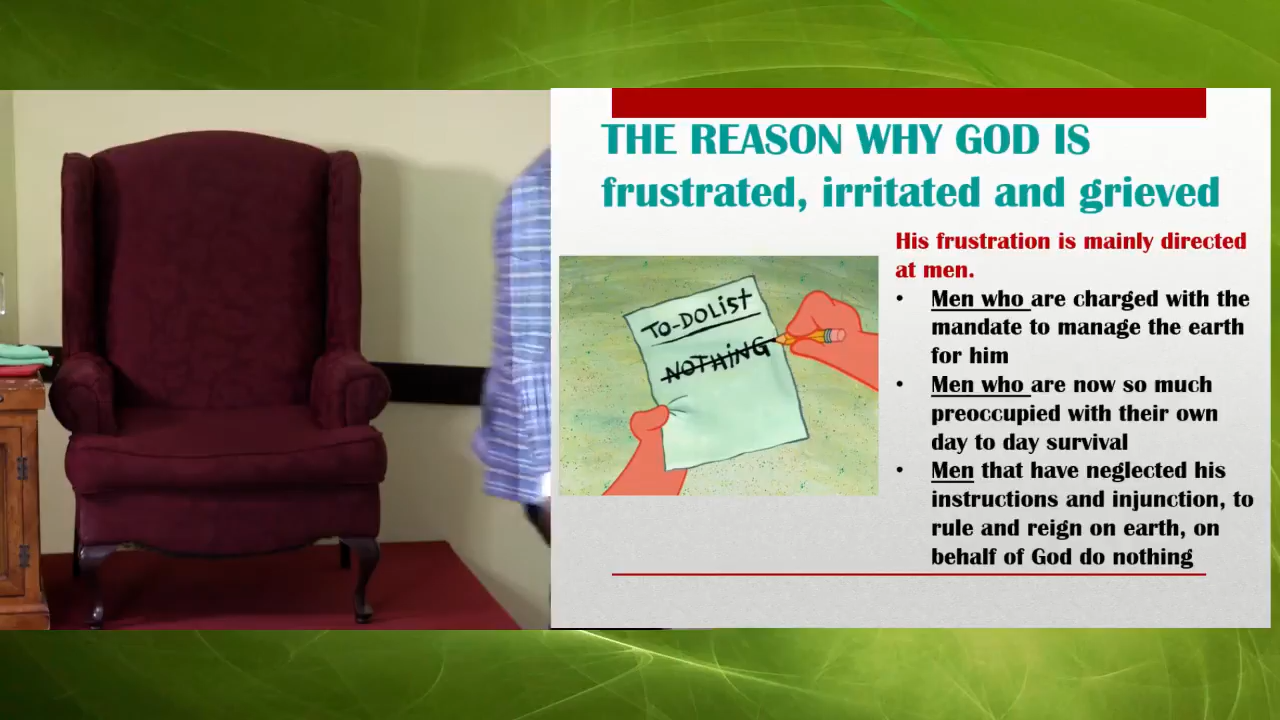 THE REASON WHY GOD IS
frustrated, irritated and grieved
His frustration is mainly directed
at men.
• Men who are charged with the
mandate to manage the earth
for him
• Men who are now so much
preoccupied with their own
day to day survival
• Men that have neglected his
instructions and injunction, to
rule and reign on earth, on
behalf of God do nothing
TO-DO LiST
NOTHiNG